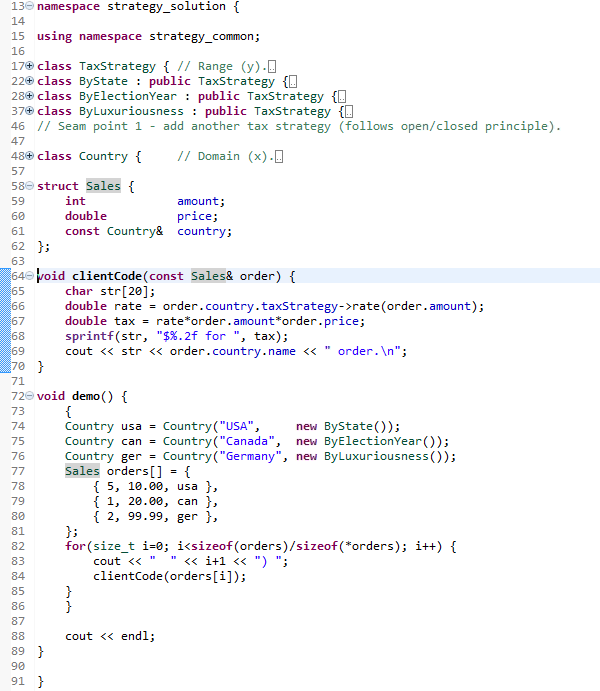 13 namespace strategy_solution {
14
15 using namespace strategy_common;
16
17 class TaxStrategy { // Range (y).
22 class ByState : public TaxStrategy {
28 class ByElectionYear : public TaxStrategy {
37 class ByLuxuriousness : public TaxStrategy {
46 // Seam point 1 - add another tax strategy (follows open/closed principle).
47
48 class Country {     // Domain (x).
57
58 struct Sales {
59     int             amount;
60     double          price;
61     const Country&  country;
62 };
63
64 void clientCode(const Sales& order) {
65     char str[20];
66     double rate = order.country.taxStrategy->rate(order.amount);
67     double tax = rate*order.amount*order.price;
68     sprintf(str, "$%.2f for ", tax);
69     cout << str << order.country.name << " order.\n";
70 }
71
72 void demo() {
73     {
74     Country usa = Country("USA",     new ByState());
75     Country can = Country("Canada",  new ByElectionYear());
76     Country ger = Country("Germany", new ByLuxuriousness());
77     Sales orders[] = {
78         { 5, 10.00, usa },
79         { 1, 20.00, can },
80         { 2, 99.99, ger },
81     };
82     for(size_t i=0; i<sizeof(orders)/sizeof(*orders); i++) {
83         cout << "  " << i+1 << ") ";
84         clientCode(orders[i]);
85     }
86     }
87
88     cout << endl;
89 }
90
91 }